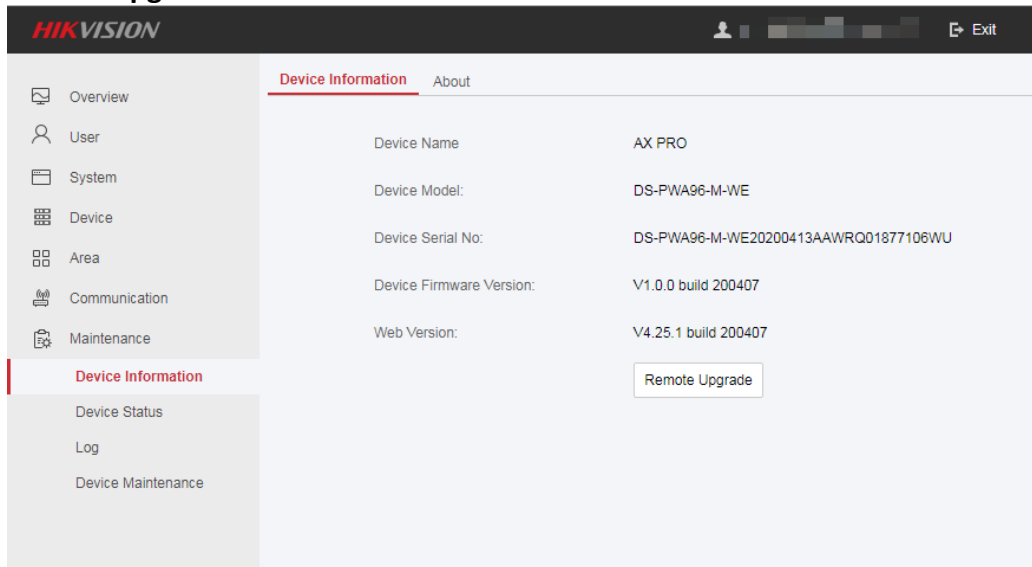 HIKVISION
Exit
Overview
User
System
Device
Area
Communication
Maintenance
Device Information
Device Status
Log
Device Maintenance
Device Information About
Device Name AX PRO
Device Model: DS-PWA96-M-WE
Device Serial No: DS-PWA96-M-WE20200413AAWRQ01877106WU
Device Firmware Version: V1.0.0 build 200407
Web Version: V4.25.1 build 200407
Remote Upgrade